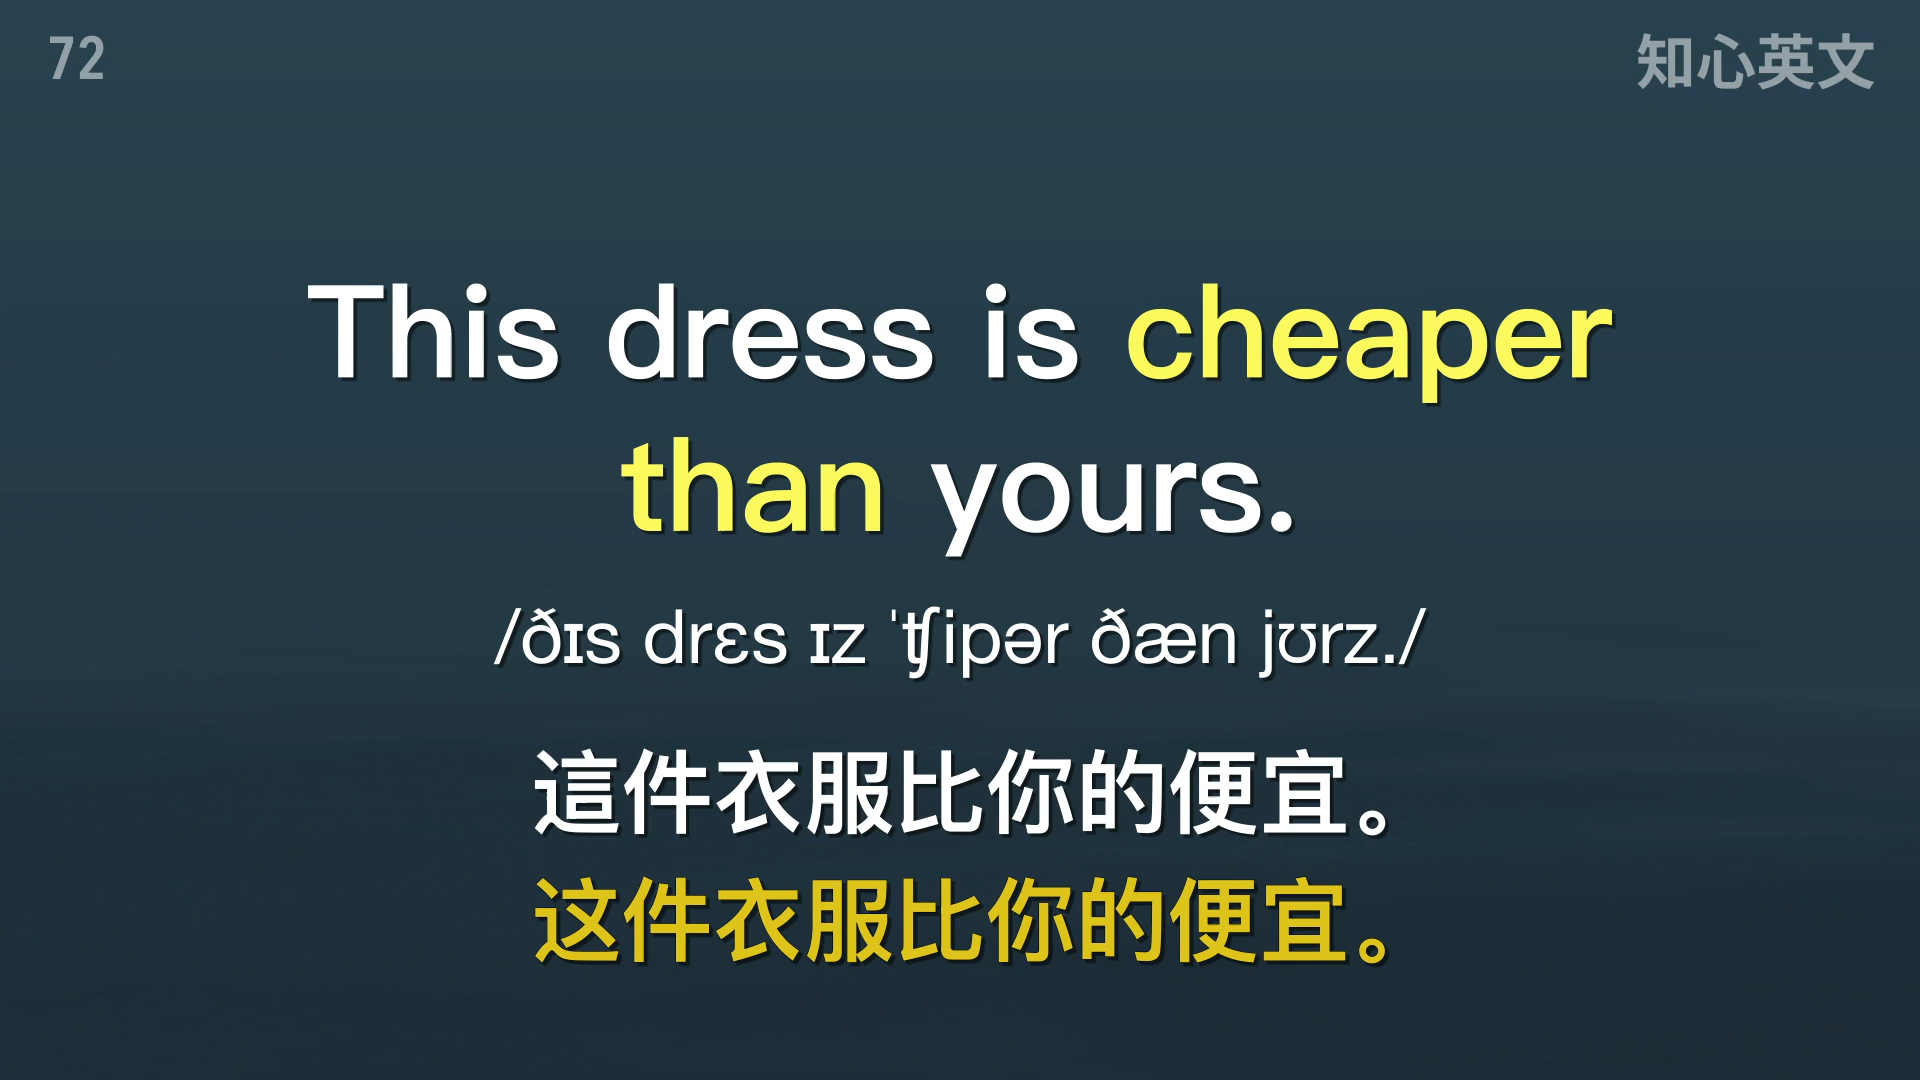 72
知心英文
This dress is cheaper
than yours.
/ðɪs drɛs ɪz ˈʧipər ðæn jʊrz./
這件衣服比你的便宜。
这件衣服比你的便宜。